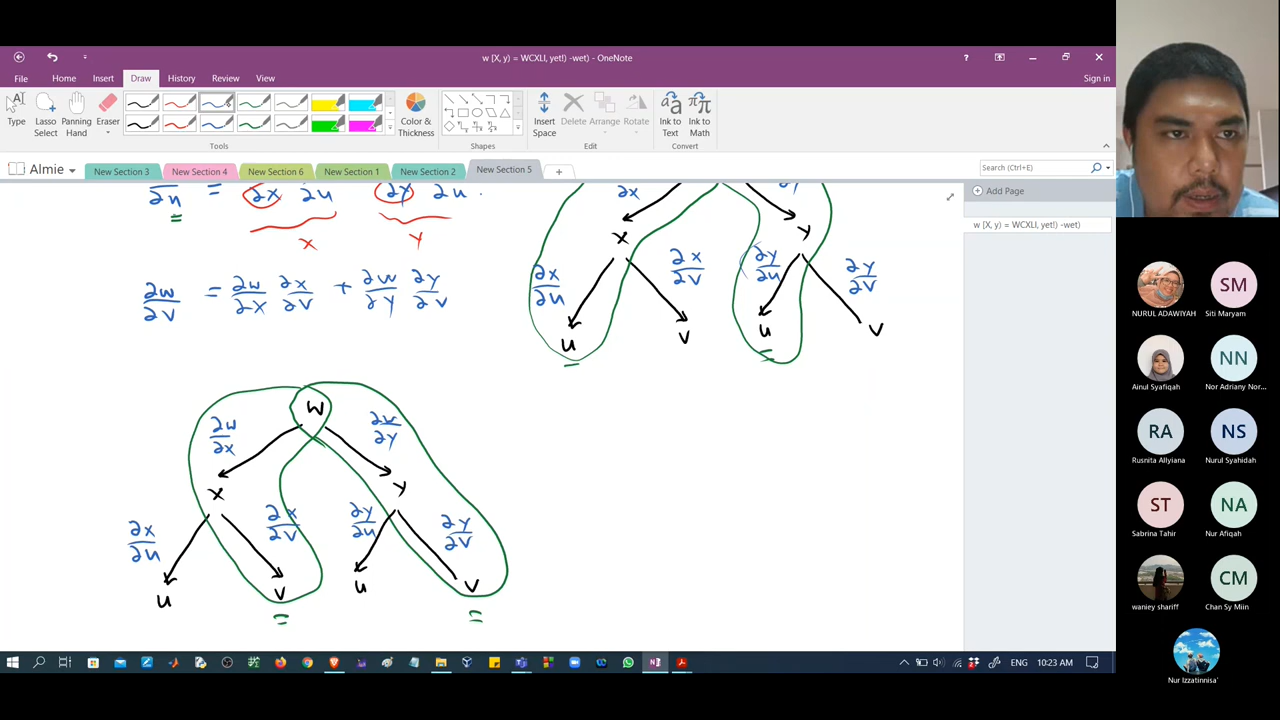 w [X, y) = WCXLI, yet!) -wet) - OneNote
File Home Insert Draw History Review View Sign in
Type Lasso Select Panning Hand Eraser Color & Thickness Insert Space Delete Arrange Rotate Ink to Text Ink to Math
Tools Shapes Edit Convert
Almie New Section 3 New Section 4 New Section 6 New Section 1 New Section 2 New Section 5 + Search (Ctrl+E)
Add Page
w [X, y) = WCXLI, yet!) -wet)
∂u = ∂x ∂u ∂y ∂u
x y
∂w/∂v = ∂w/∂x ∂x/∂v + ∂w/∂y ∂y/∂v
∂x ∂y
x y
∂x/∂u ∂x/∂v ∂y/∂u ∂y/∂v
u v u v
w
∂w/∂x ∂w/∂y
x y
∂x/∂u ∂x/∂v ∂y/∂u ∂y/∂v
u v u v
NURUL ADAWIYAH
SM
Siti Maryam
Ainul Syafiqah
NN
Nor Adriany Nor...
RA
Rusnita Allyiana
NS
Nurul Syahidah
ST
Sabrina Tahir
NA
Nur Afiqah
waniey shariff
CM
Chan Sy Miin
Nur Izzatinnisa'
ENG 10:23 AM